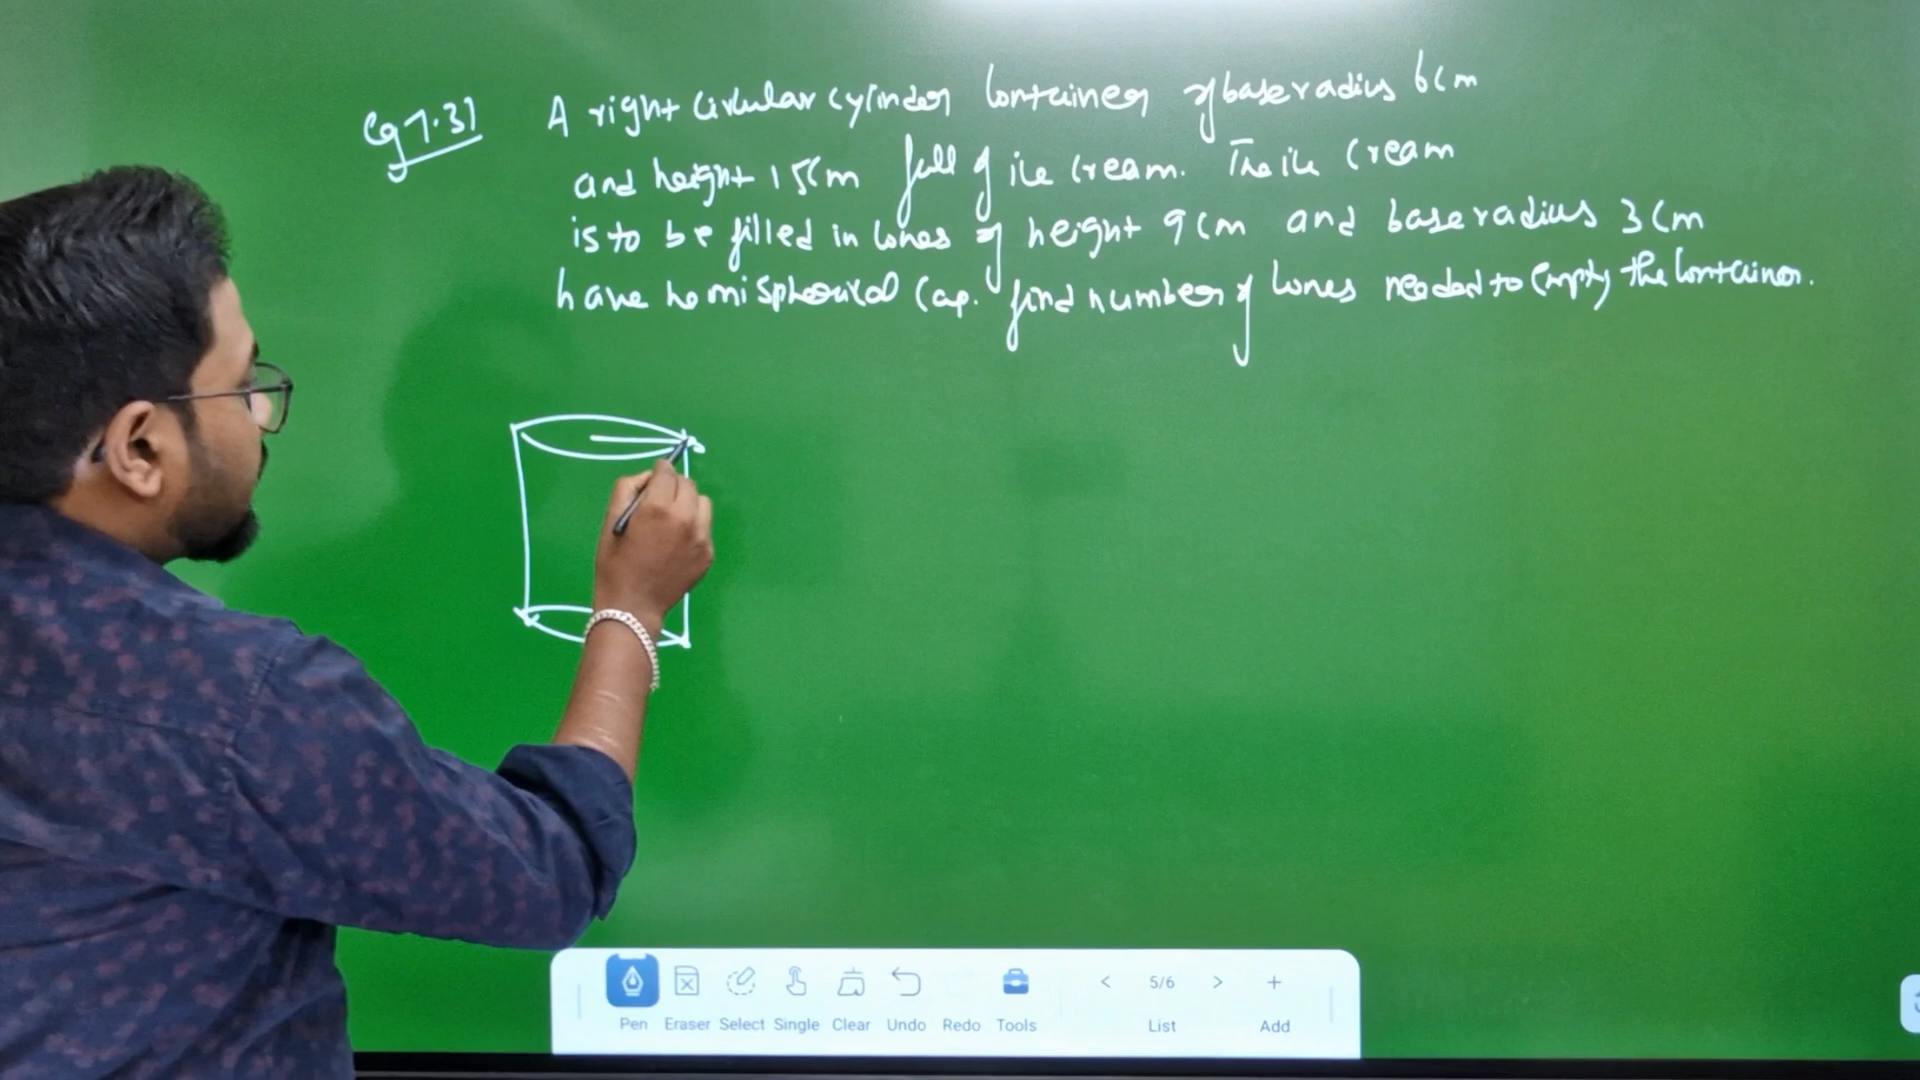 Eg 7.31 A right circular cylinder container of base radius 6cm
and height 15cm full of ice cream. The ice cream
is to be filled in cones of height 9cm and base radius 3cm
have hemispherical cap. find number of cones needed to empty the container.
Pen Eraser Select Single Clear Undo Redo Tools < 5/6 > List + Add